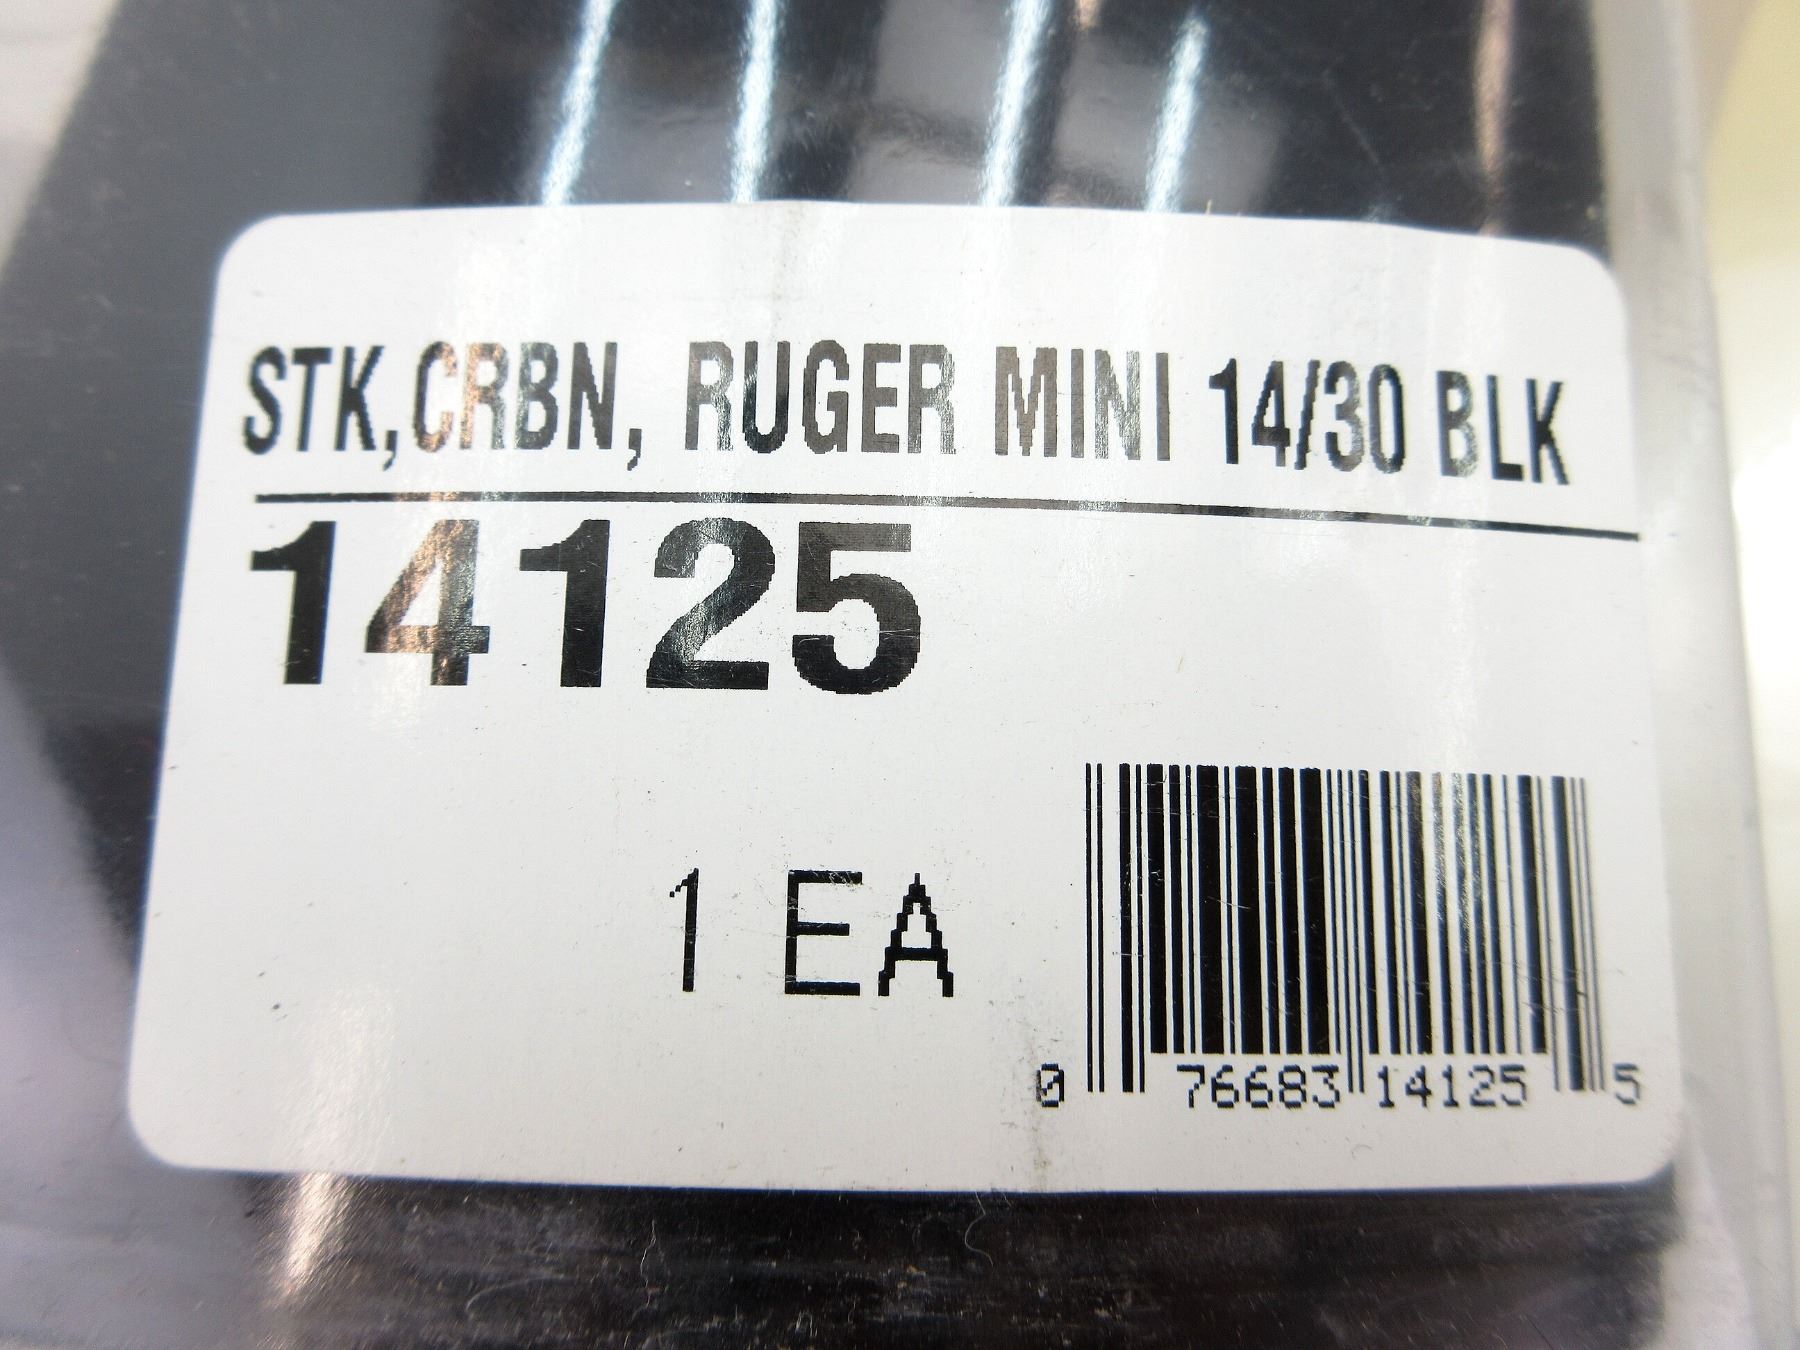 STK,CRBN, RUGER MINI 14/30 BLK
14125
1 EA
0 76683 14125 5